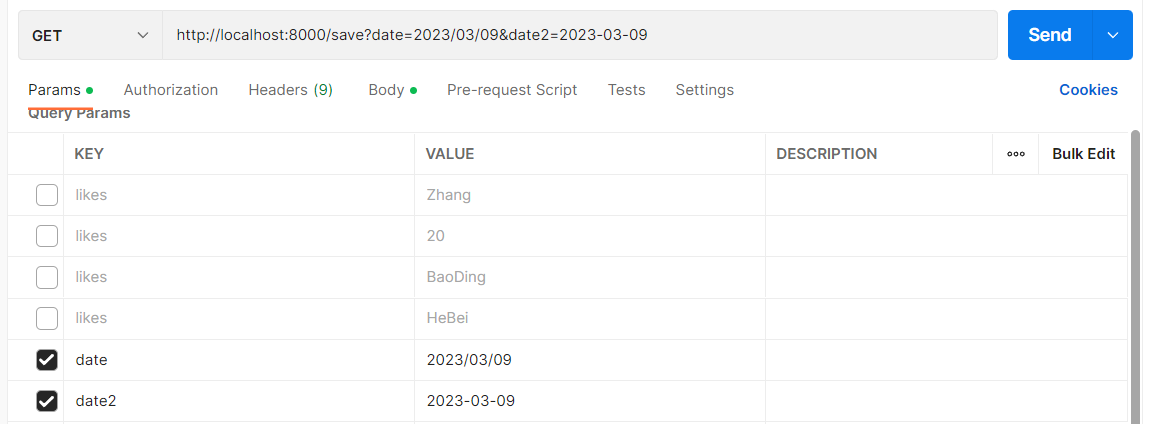 GET http://localhost:8000/save?date=2023/03/09&date2=2023-03-09 Send
Params Authorization Headers (9) Body Pre-request Script Tests Settings Cookies
Query Params
KEY VALUE DESCRIPTION ooo Bulk Edit
likes Zhang
likes 20
likes BaoDing
likes HeBei
date 2023/03/09
date2 2023-03-09